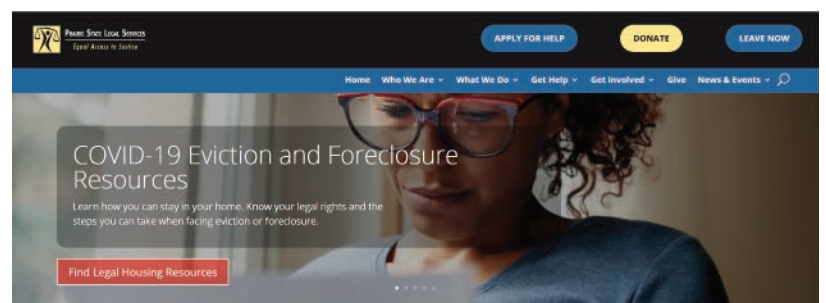 PRAIRIE STATE LEGAL SERVICES
Equal Access to Justice
APPLY FOR HELP
DONATE
LEAVE NOW
Home Who We Are What We Do Get Help Get Involved Give News & Events
COVID-19 Eviction and Foreclosure
Resources
Learn how you can stay in your home. Know your legal rights and the
steps you can take when facing eviction or foreclosure.
Find Legal Housing Resources